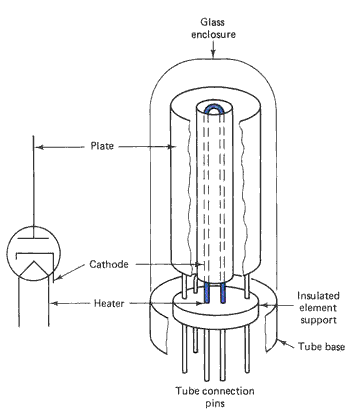 Glass
enclosure
Plate
Cathode
Heater
Insulated
element
support
Tube base
Tube connection
pins